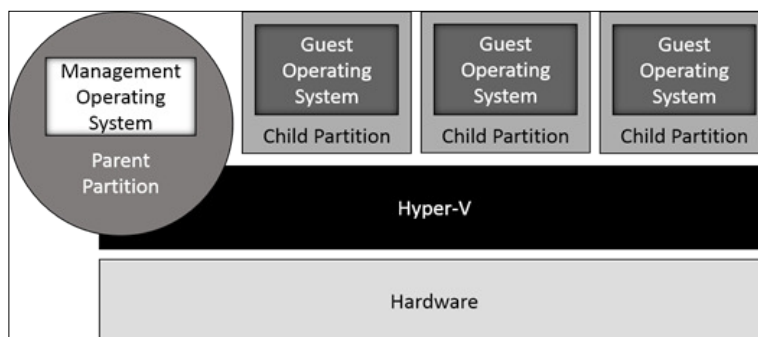 Management
Operating
System
Parent
Partition
Guest
Operating
System
Child Partition
Guest
Operating
System
Child Partition
Guest
Operating
System
Child Partition
Hyper-V
Hardware